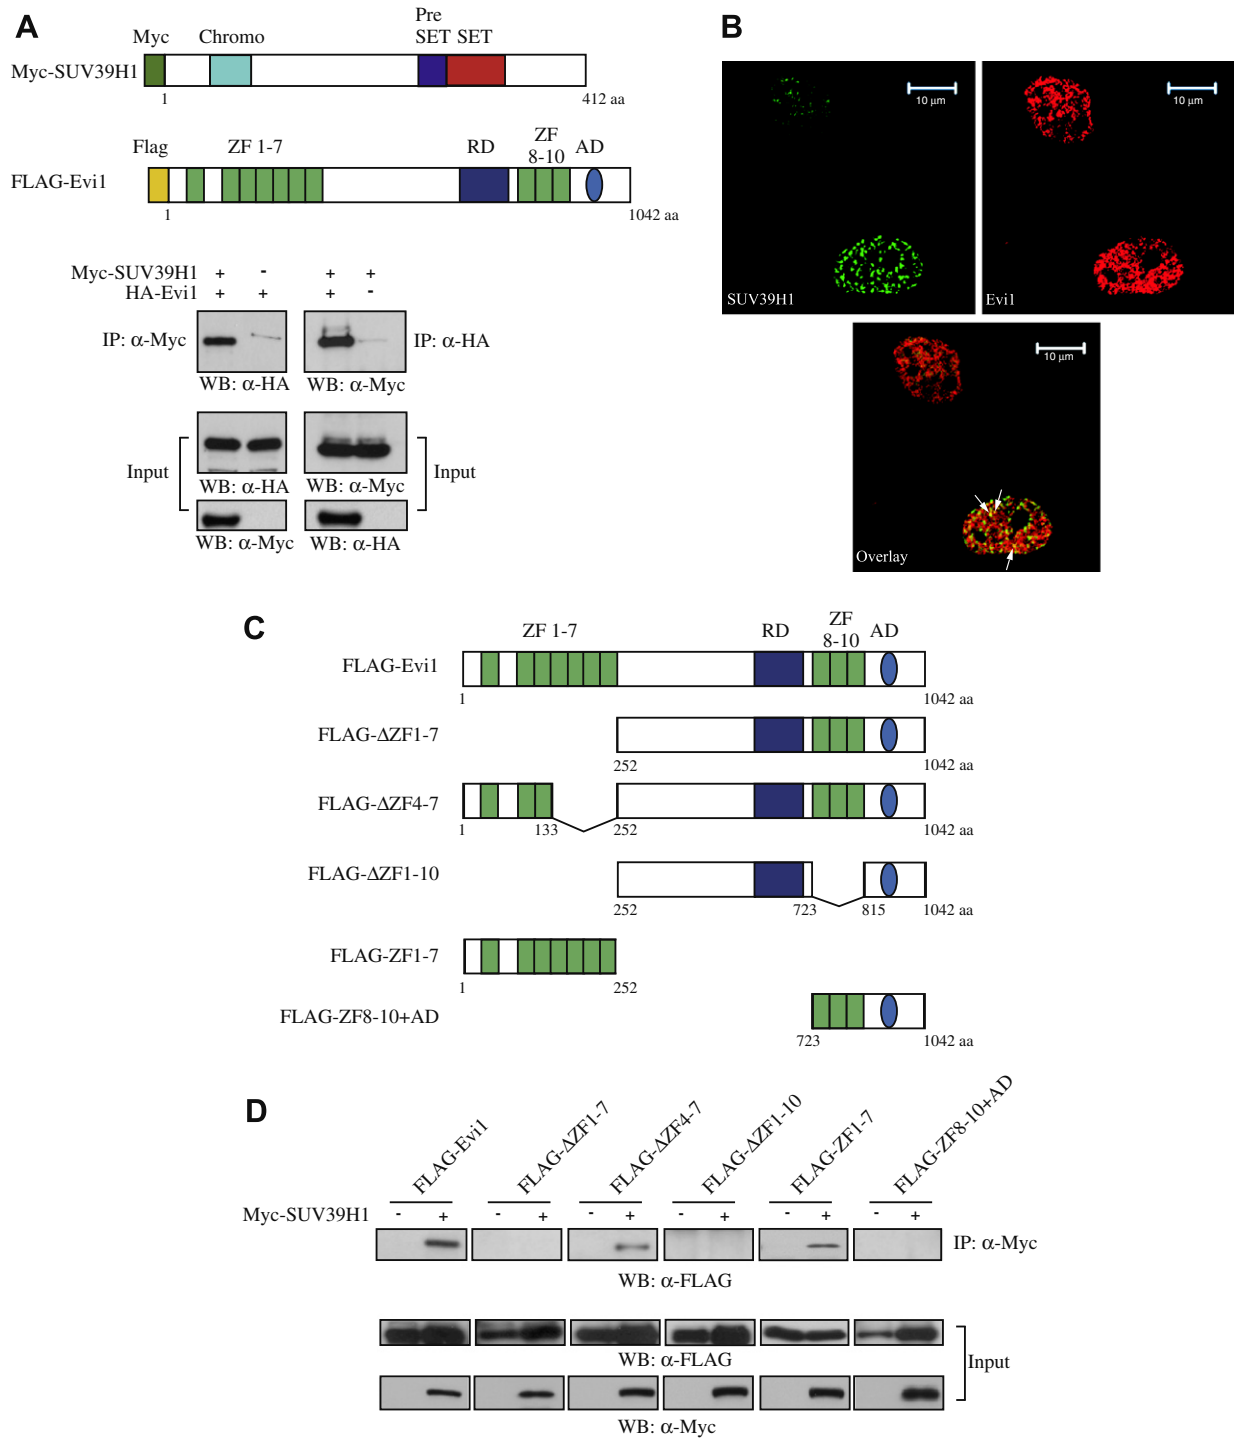 A
Myc Chromo Pre SET SET
Myc-SUV39H1
1 412 aa
Flag ZF 1-7 RD ZF 8-10 AD
FLAG-Evi1
1 1042 aa
Myc-SUV39H1 + - + +
HA-Evi1 + + + -
IP: α-Myc IP: α-HA
WB: α-HA WB: α-Myc
Input Input
WB: α-HA WB: α-Myc
WB: α-Myc WB: α-HA
B
10 μm 10 μm
SUV39H1 Evi1
10 μm
Overlay
C
ZF 1-7 RD ZF 8-10 AD
FLAG-Evi1
1 1042 aa
FLAG-ΔZF1-7
252 1042 aa
FLAG-ΔZF4-7
1 133 252 1042 aa
FLAG-ΔZF1-10
252 723 815 1042 aa
FLAG-ZF1-7
1 252
FLAG-ZF8-10+AD
723 1042 aa
D
FLAG-Evi1 FLAG-ΔZF1-7 FLAG-ΔZF4-7 FLAG-ΔZF1-10 FLAG-ZF1-7 FLAG-ZF8-10+AD
Myc-SUV39H1 - + - + - + - + - + - +
IP: α-Myc
WB: α-FLAG
WB: α-FLAG
Input
WB: α-Myc